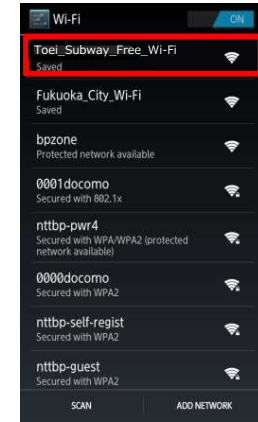 Wi-Fi
ON
Toei_Subway_Free_Wi-Fi
Saved
Fukuoka_City_Wi-Fi
Saved
bpzone
Protected network available
0001docomo
Secured with 802.1x
nttbp-pwr4
Secured with WPA/WPA2 (protected
network available)
0000docomo
Secured with WPA2
nttbp-self-regist
Secured with WPA2
nttbp-guest
Secured with WPA2
SCAN
ADD NETWORK